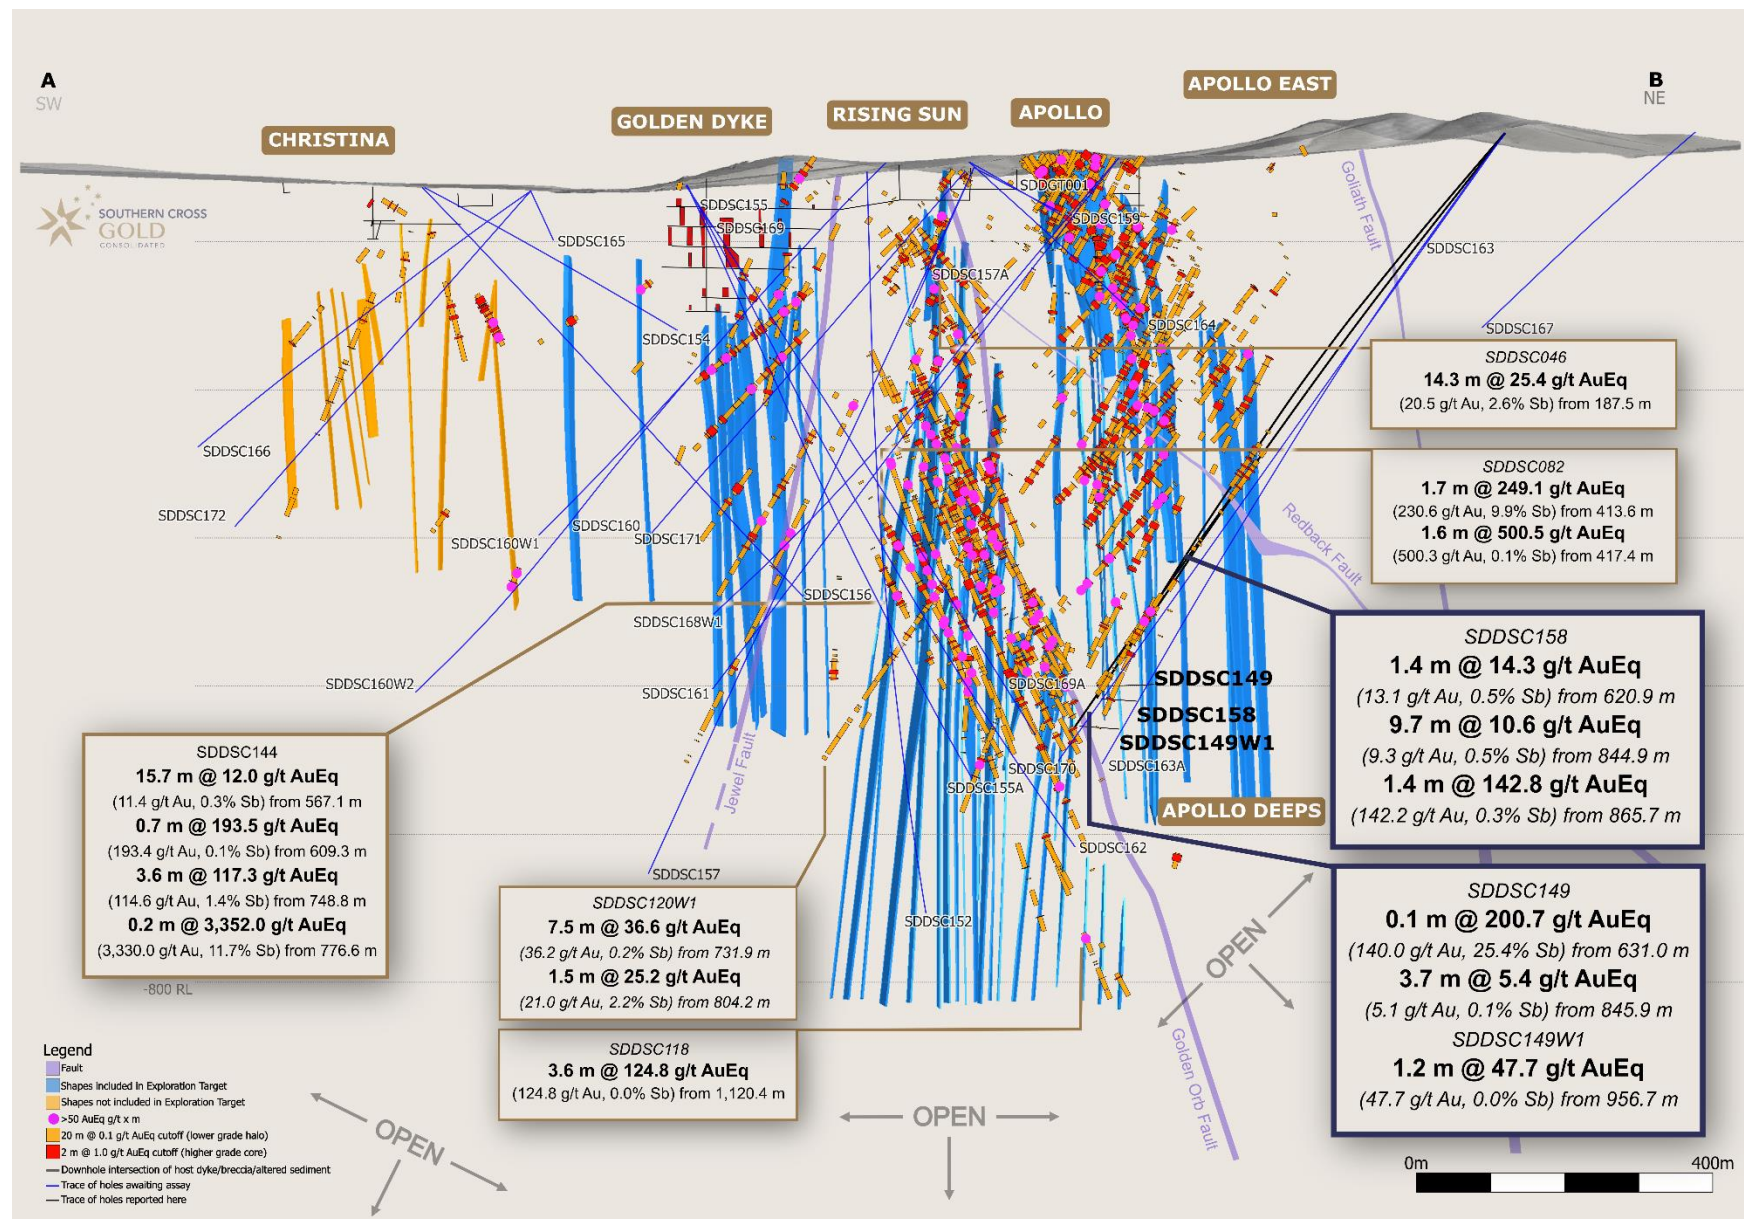 A
SW
B
NE
CHRISTINA
GOLDEN DYKE
RISING SUN
APOLLO
APOLLO EAST
SOUTHERN CROSS
GOLD
CONSOLIDATED
SDDGT001
SDDSC155
SDDSC159
SDDSC169
SDDSC165
SDDSC163
Goliath Fault
SDDSC157A
SDDSC164
SDDSC167
SDDSC154
SDDSC046
14.3 m @ 25.4 g/t AuEq
(20.5 g/t Au, 2.6% Sb) from 187.5 m
SDDSC166
SDDSC082
1.7 m @ 249.1 g/t AuEq
(230.6 g/t Au, 9.9% Sb) from 413.6 m
1.6 m @ 500.5 g/t AuEq
(500.3 g/t Au, 0.1% Sb) from 417.4 m
SDDSC172
SDDSC160
SDDSC160W1
SDDSC171
Redback Fault
SDDSC156
SDDSC168W1
SDDSC158
1.4 m @ 14.3 g/t AuEq
(13.1 g/t Au, 0.5% Sb) from 620.9 m
9.7 m @ 10.6 g/t AuEq
(9.3 g/t Au, 0.5% Sb) from 844.9 m
1.4 m @ 142.8 g/t AuEq
(142.2 g/t Au, 0.3% Sb) from 865.7 m
SDDSC160W2
SDDSC161
SDDSC169A
SDDSC149
SDDSC158
SDDSC149W1
SDDSC163A
SDDSC170
SDDSC155A
APOLLO DEEPS
Jewel Fault
SDDSC162
SDDSC157
SDDSC152
SDDSC144
15.7 m @ 12.0 g/t AuEq
(11.4 g/t Au, 0.3% Sb) from 567.1 m
0.7 m @ 193.5 g/t AuEq
(193.4 g/t Au, 0.1% Sb) from 609.3 m
3.6 m @ 117.3 g/t AuEq
(114.6 g/t Au, 1.4% Sb) from 748.8 m
0.2 m @ 3,352.0 g/t AuEq
(3,330.0 g/t Au, 11.7% Sb) from 776.6 m
-800 RL
SDDSC120W1
7.5 m @ 36.6 g/t AuEq
(36.2 g/t Au, 0.2% Sb) from 731.9 m
1.5 m @ 25.2 g/t AuEq
(21.0 g/t Au, 2.2% Sb) from 804.2 m
SDDSC118
3.6 m @ 124.8 g/t AuEq
(124.8 g/t Au, 0.0% Sb) from 1,120.4 m
SDDSC149
0.1 m @ 200.7 g/t AuEq
(140.0 g/t Au, 25.4% Sb) from 631.0 m
3.7 m @ 5.4 g/t AuEq
(5.1 g/t Au, 0.1% Sb) from 845.9 m
SDDSC149W1
1.2 m @ 47.7 g/t AuEq
(47.7 g/t Au, 0.0% Sb) from 956.7 m
OPEN
OPEN
OPEN
Golden Orb Fault
Legend
Fault
Shapes included in Exploration Target
Shapes not included in Exploration Target
>50 AuEq g/t x m
20 m @ 0.1 g/t AuEq cutoff (lower grade halo)
2 m @ 1.0 g/t AuEq cutoff (higher grade core)
Downhole intersection of host dyke/breccia/altered sediment
Trace of holes awaiting assay
Trace of holes reported here
0m
400m